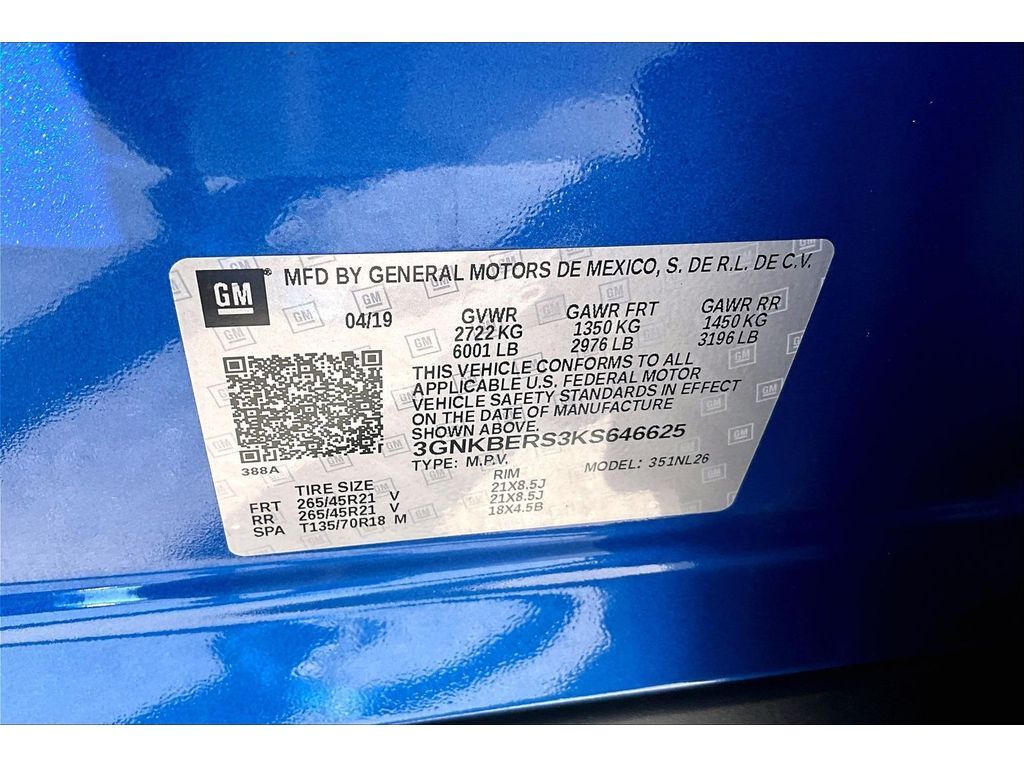 GM ® MFD BY GENERAL MOTORS DE MEXICO, S. DE R.L. DE C.V.
04/19 GVWR GAWR FRT GAWR RR
2722 KG 1350 KG 1450 KG
6001 LB 2976 LB 3196 LB
THIS VEHICLE CONFORMS TO ALL
APPLICABLE U.S. FEDERAL MOTOR
VEHICLE SAFETY STANDARDS IN EFFECT
ON THE DATE OF MANUFACTURE
SHOWN ABOVE.
3GNKBERS3KS646625
388A TYPE: M.P.V. MODEL: 351NL26
TIRE SIZE RIM
FRT 265/45R21 V 21X8.5J
RR 265/45R21 V 21X8.5J
SPA T135/70R18 M 18X4.5B